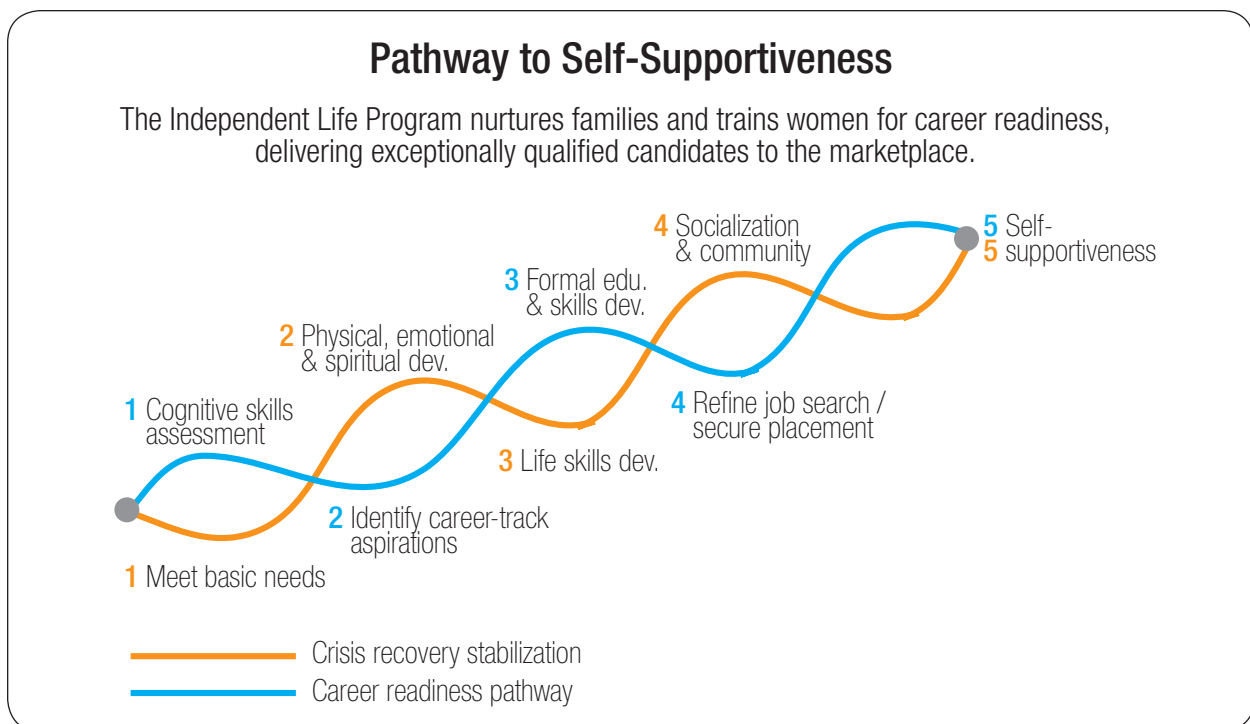 Pathway to Self-Supportiveness
The Independent Life Program nurtures families and trains women for career readiness,
delivering exceptionally qualified candidates to the marketplace.
1 Cognitive skills
assessment
1 Meet basic needs
2 Physical, emotional
& spiritual dev.
2 Identify career-track
aspirations
3 Formal edu.
& skills dev.
3 Life skills dev.
4 Socialization
& community
4 Refine job search /
secure placement
5 Self-
5 supportiveness
Crisis recovery stabilization
Career readiness pathway